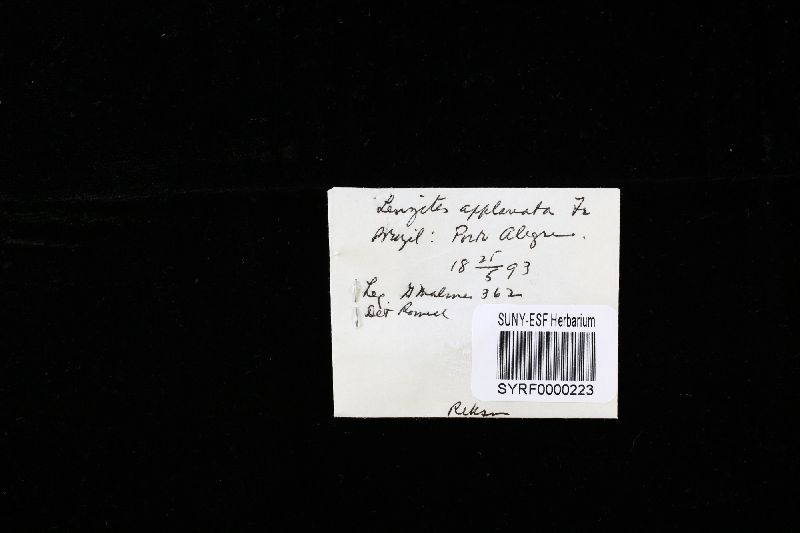 Lenzites applanata Fr
Brazil: Porto Alegre.
18 25/5 93
Leg. G Malme 362
Det Romell
SUNY-ESF Herbarium
SYRF0000223